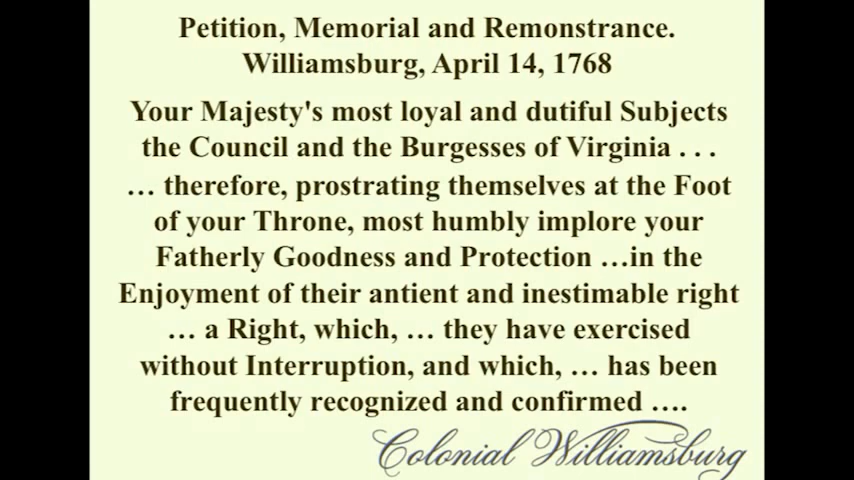 Petition, Memorial and Remonstrance.
Williamsburg, April 14, 1768
Your Majesty's most loyal and dutiful Subjects
the Council and the Burgesses of Virginia . . .
… therefore, prostrating themselves at the Foot
of your Throne, most humbly implore your
Fatherly Goodness and Protection …in the
Enjoyment of their antient and inestimable right
… a Right, which, … they have exercised
without Interruption, and which, … has been
frequently recognized and confirmed ….
Colonial Williamsburg